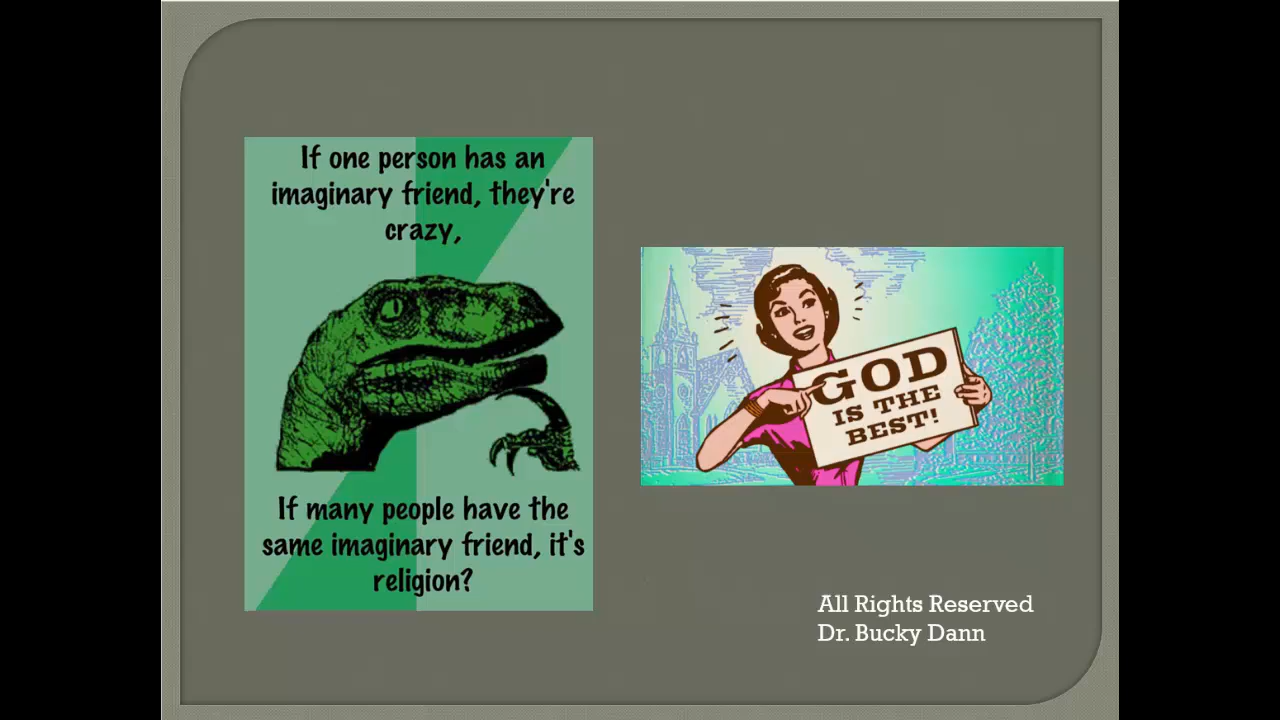 If one person has an
imaginary friend, they're
crazy,
If many people have the
same imaginary friend, it's
religion?
GOD
IS THE
BEST!
All Rights Reserved
Dr. Bucky Dann